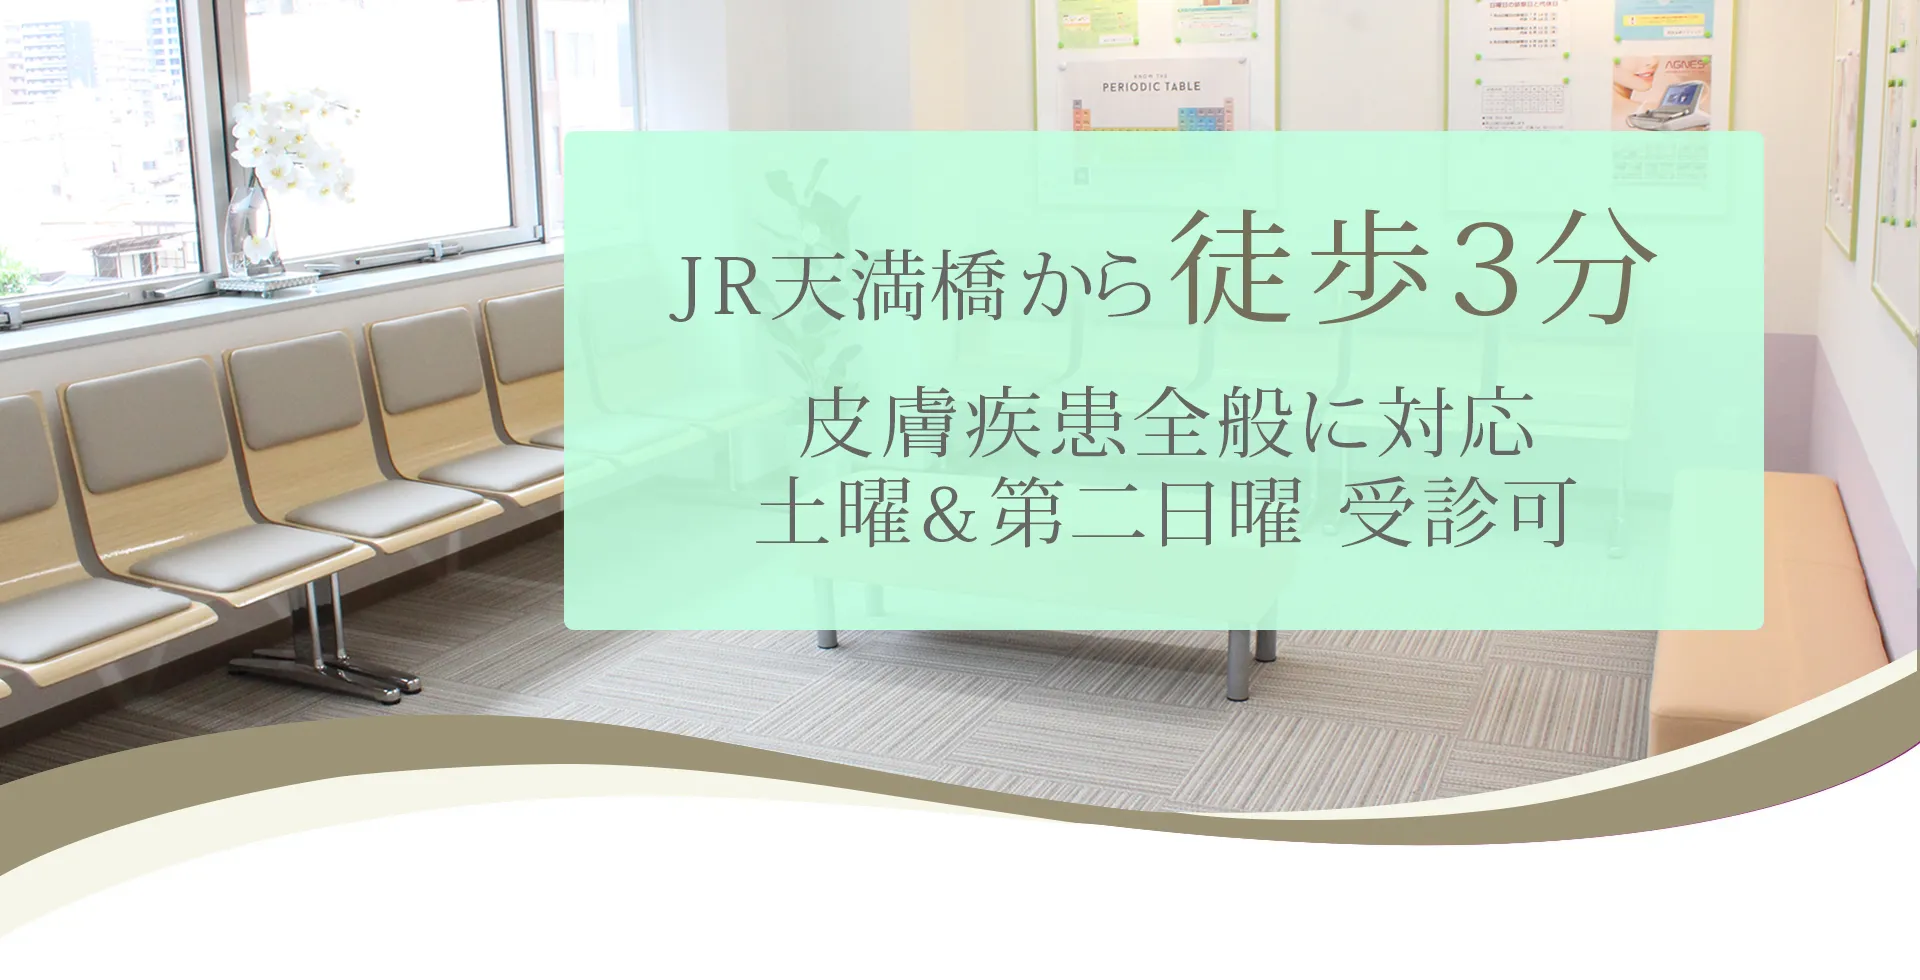 KNOW THE
PERIODIC TABLE
AGNES
JR天満橋から徒歩3分
皮膚疾患全般に対応
土曜&第二日曜 受診可